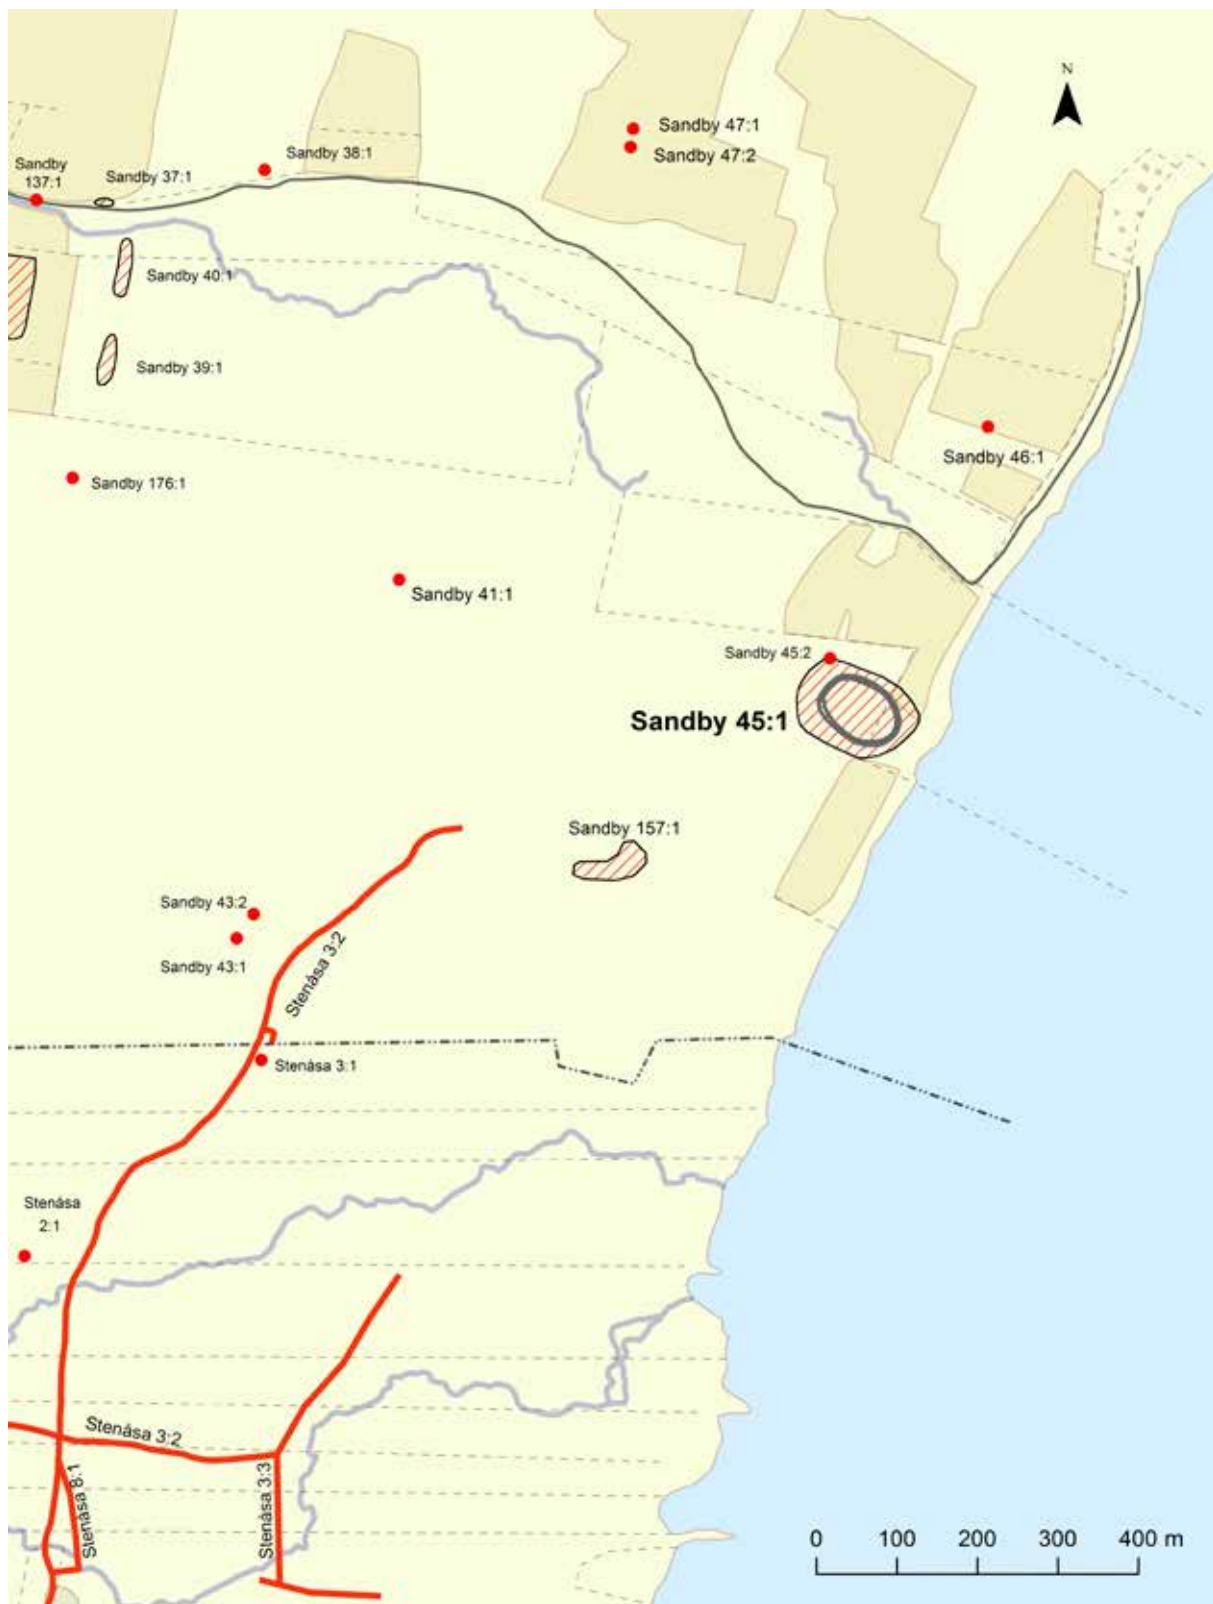 N
Sandby 47:1
Sandby 47:2
Sandby 38:1
Sandby
137:1
Sandby 37:1
Sandby 40:1
Sandby 39:1
Sandby 46:1
Sandby 176:1
Sandby 41:1
Sandby 45:2
Sandby 45:1
Sandby 157:1
Sandby 43:2
Sandby 43:1
Stenåsa 3:2
Stenåsa 3:1
Stenåsa
2:1
Stenåsa 3:2
Stenåsa 8:1
Stenåsa 3:3
0 100 200 300 400 m